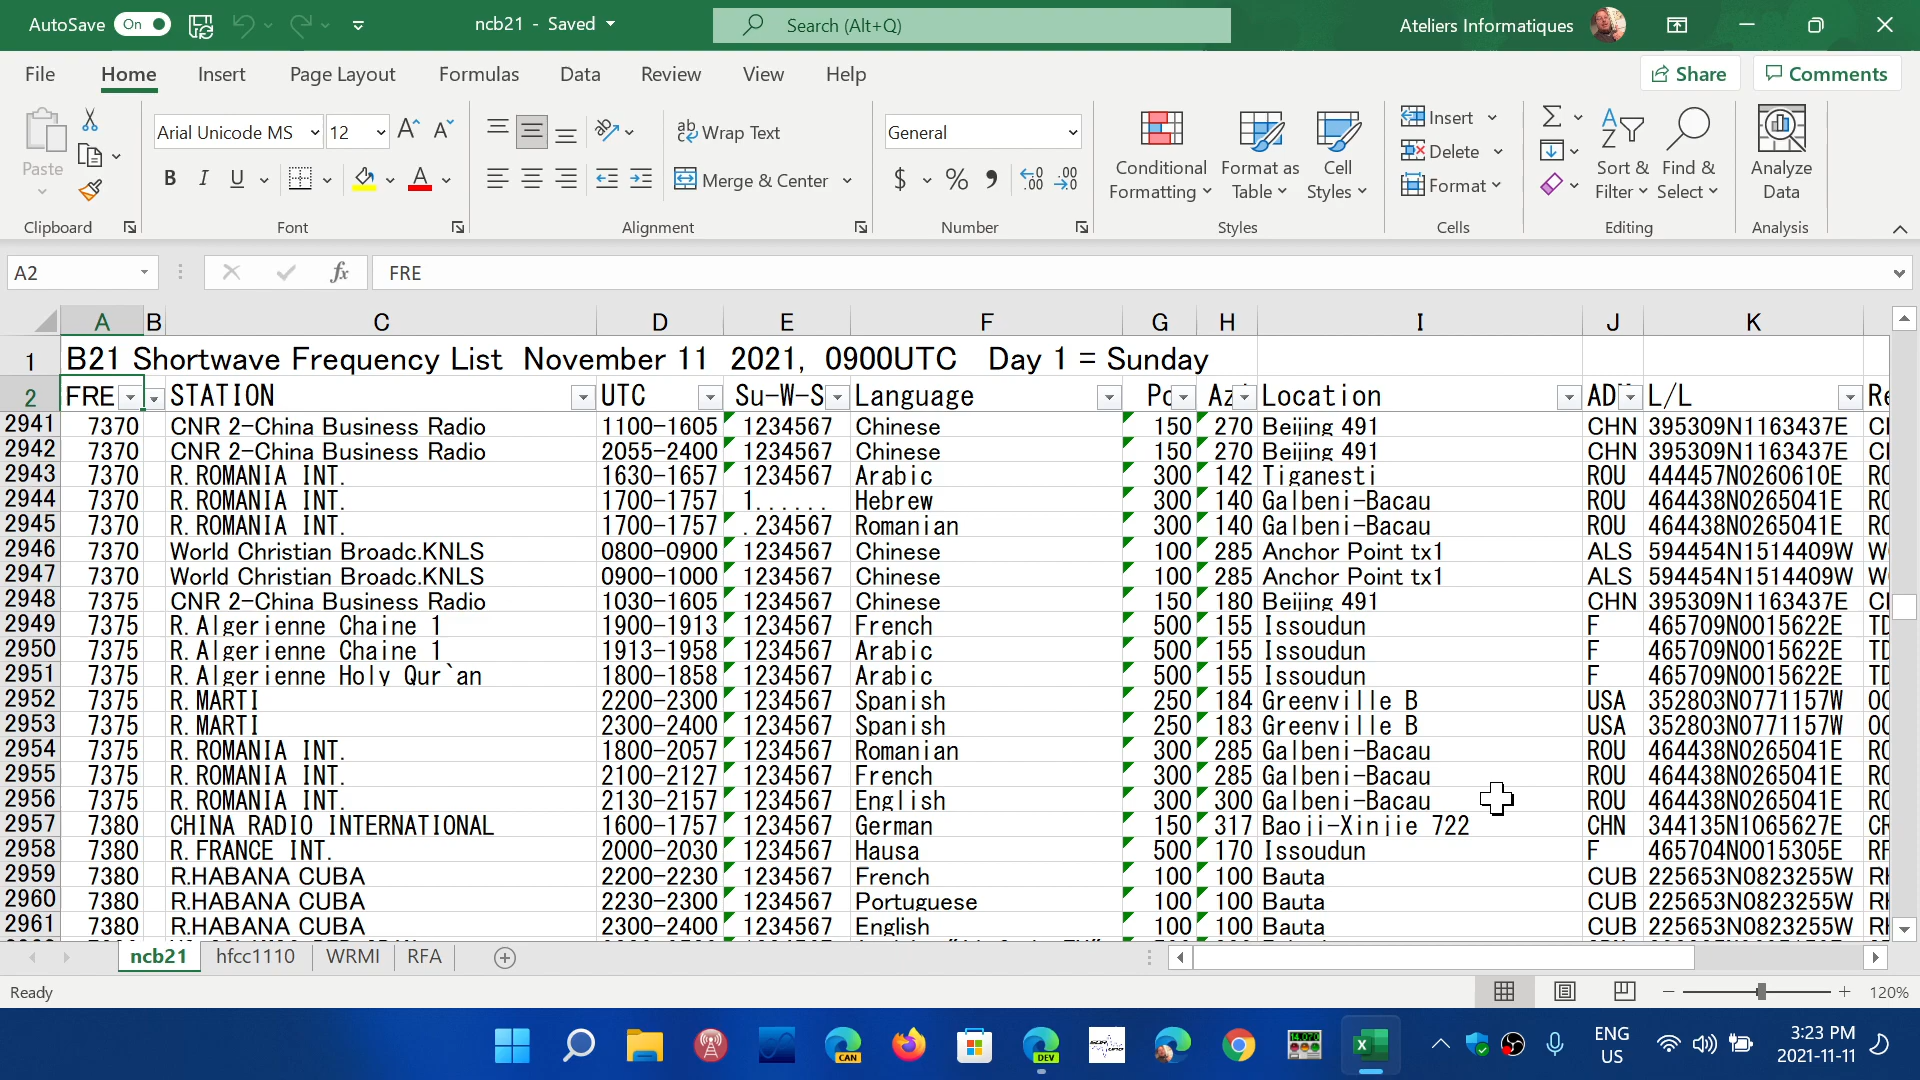 AutoSave On ncb21 - Saved Search (Alt+Q) Ateliers Informatiques
File Home Insert Page Layout Formulas Data Review View Help Share Comments
Paste Arial Unicode MS 12 Wrap Text General Conditional Formatting Format as Table Cell Styles Insert Delete Format Sort & Filter Find & Select Analyze Data
B I U Merge & Center $ %
Clipboard Font Alignment Number Styles Cells Editing Analysis
A2 fx FRE
A B C D E F G H I J K
1 B21 Shortwave Frequency List November 11 2021, 0900UTC Day 1 = Sunday
2 FRE STATION UTC Su-W-S Language Location L/L
2941 7370 CNR 2-China Business Radio 1100-1605 1234567 Chinese 150 270 Beijing 491 CHN 395309N1163437E
2942 7370 CNR 2-China Business Radio 2055-2400 1234567 Chinese 150 270 Beijing 491 CHN 395309N1163437E
2943 7370 R.ROMANIA INT. 1630-1657 1234567 Arabic 300 142 Tiganesti ROU 444457N0260610E
2944 7370 R.ROMANIA INT. 1700-1757 1...... Hebrew 300 140 Galbeni-Bacau ROU 464438N0265041E
2945 7370 R.ROMANIA INT. 1700-1757 .234567 Romanian 300 140 Galbeni-Bacau ROU 464438N0265041E
2946 7370 World Christian Broadc.KNLS 0800-0900 1234567 Chinese 100 285 Anchor Point tx1 ALS 594454N1514409W
2947 7370 World Christian Broadc.KNLS 0900-1000 1234567 Chinese 100 285 Anchor Point tx1 ALS 594454N1514409W
2948 7375 CNR 2-China Business Radio 1030-1605 1234567 Chinese 150 180 Beijing 491 CHN 395309N1163437E
2949 7375 R.Algerienne Chaine 1 1900-1913 1234567 French 500 155 Issoudun F 465709N0015622E
2950 7375 R.Algerienne Chaine 1 1913-1958 1234567 Arabic 500 155 Issoudun F 465709N0015622E
2951 7375 R.Algerienne Holy Qur`an 1800-1858 1234567 Arabic 500 155 Issoudun F 465709N0015622E
2952 7375 R.MARTI 2200-2300 1234567 Spanish 250 184 Greenville B USA 352803N0771157W
2953 7375 R.MARTI 2300-2400 1234567 Spanish 250 183 Greenville B USA 352803N0771157W
2954 7375 R.ROMANIA INT. 1800-2057 1234567 Romanian 300 285 Galbeni-Bacau ROU 464438N0265041E
2955 7375 R.ROMANIA INT. 2100-2127 1234567 French 300 285 Galbeni-Bacau ROU 464438N0265041E
2956 7375 R.ROMANIA INT. 2130-2157 1234567 English 300 300 Galbeni-Bacau ROU 464438N0265041E
2957 7380 CHINA RADIO INTERNATIONAL 1600-1757 1234567 German 150 317 Baoji-Xinjie 722 CHN 344135N1065627E
2958 7380 R.FRANCE INT. 2000-2030 1234567 Hausa 500 170 Issoudun F 465704N0015305E
2959 7380 R.HABANA CUBA 2200-2230 1234567 French 100 100 Bauta CUB 225653N0823255W
2960 7380 R.HABANA CUBA 2230-2300 1234567 Portuguese 100 100 Bauta CUB 225653N0823255W
2961 7380 R.HABANA CUBA 2300-2400 1234567 English 100 100 Bauta CUB 225653N0823255W
ncb21 hfcc1110 WRMI RFA
Ready 120%
CAN DEV ENG US 3:23 PM 2021-11-11